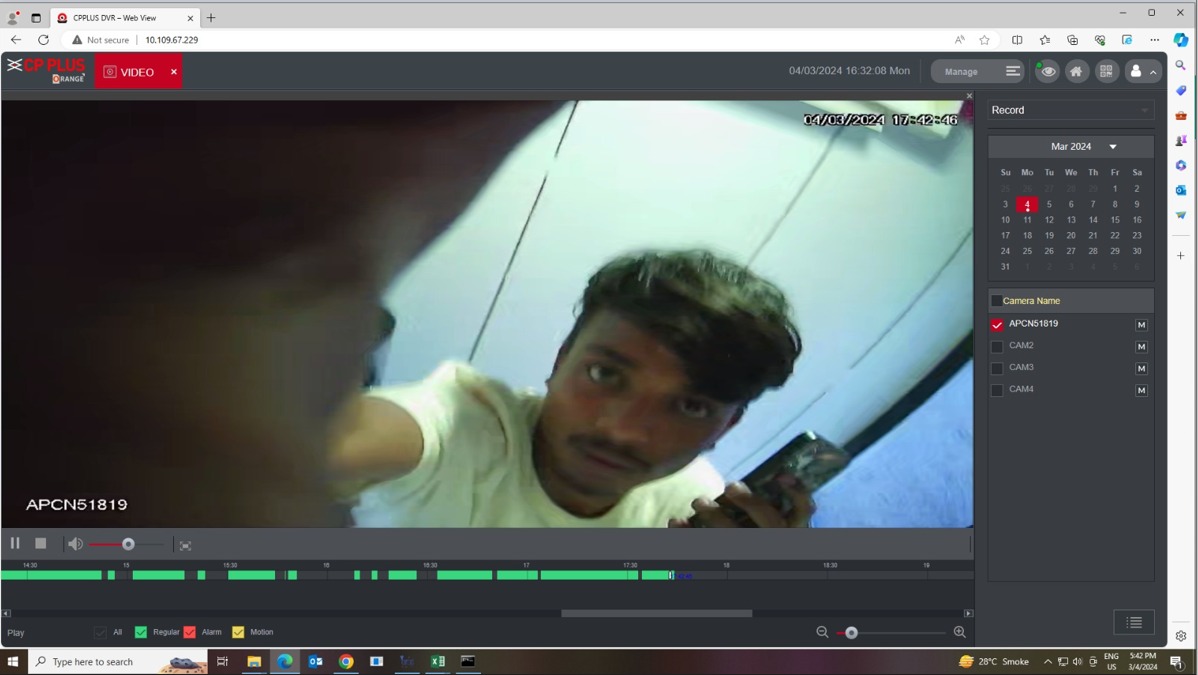 CPPLUS DVR – Web View
Not secure
10.109.67.229
CP PLUS
ORANGE
VIDEO
04/03/2024 16:32:08 Mon
Manage
04/03/2024 17:42:46
APCN51819
Record
Mar 2024
Su Mo Tu We Th Fr Sa
25 26 27 28 29 1 2
3 4 5 6 7 8 9
10 11 12 13 14 15 16
17 18 19 20 21 22 23
24 25 26 27 28 29 30
31 1 2 3 4 5 6
Camera Name
APCN51819 M
CAM2 M
CAM3 M
CAM4 M
14:30 15 15:30 16 16:30 17 17:30 18 18:30 19
Play
All Regular Alarm Motion
Type here to search
28°C Smoke
ENG
US
5:42 PM
3/4/2024
1